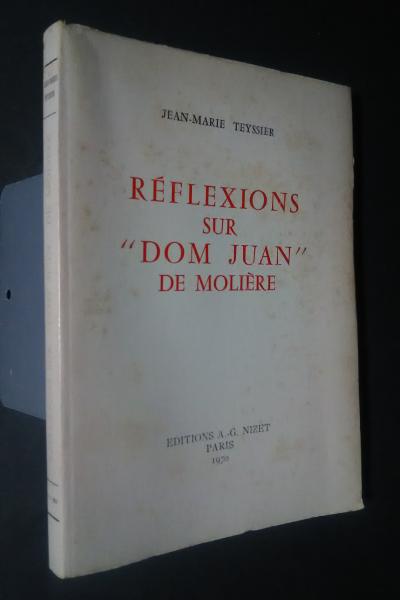 JEAN-MARIE TEYSSIER
RÉFLEXIONS
SUR
"DOM JUAN"
DE MOLIÈRE
EDITIONS A.-G. NIZET
PARIS
1970